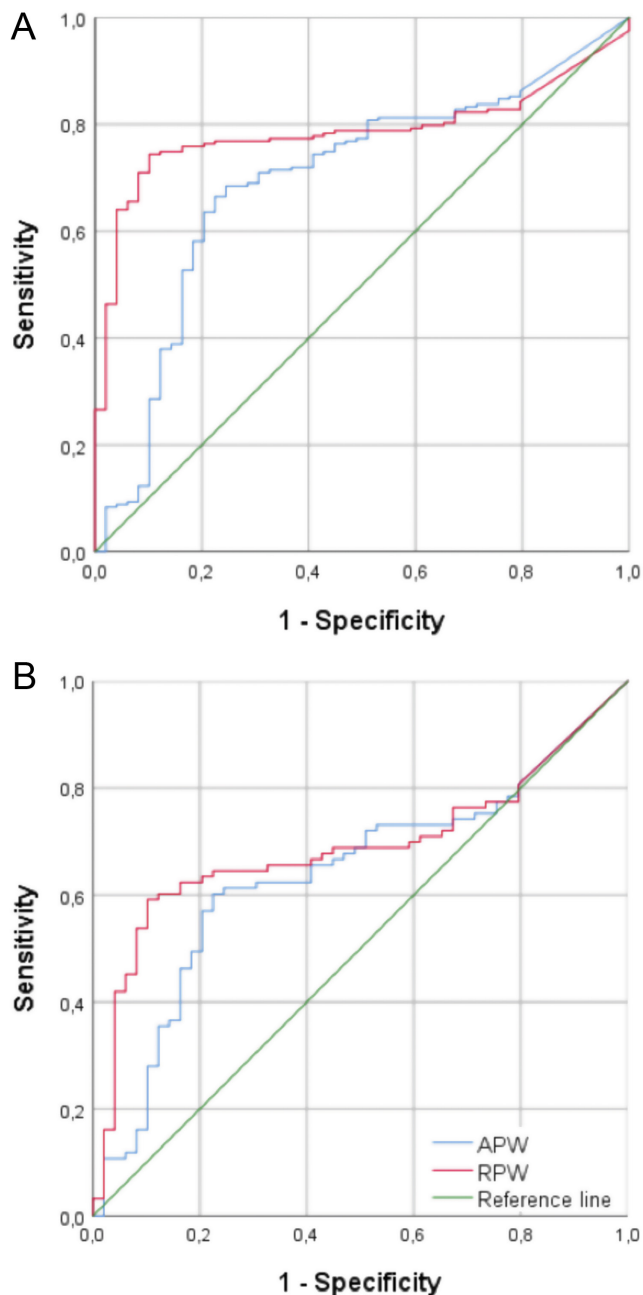 A
1,0
0,8
0,6
0,4
0,2
0,0
Sensitivity
0,0 0,2 0,4 0,6 0,8 1,0
1 - Specificity
B
1,0
0,8
0,6
0,4
0,2
0,0
Sensitivity
APW
RPW
Reference line
0,0 0,2 0,4 0,6 0,8 1,0
1 - Specificity